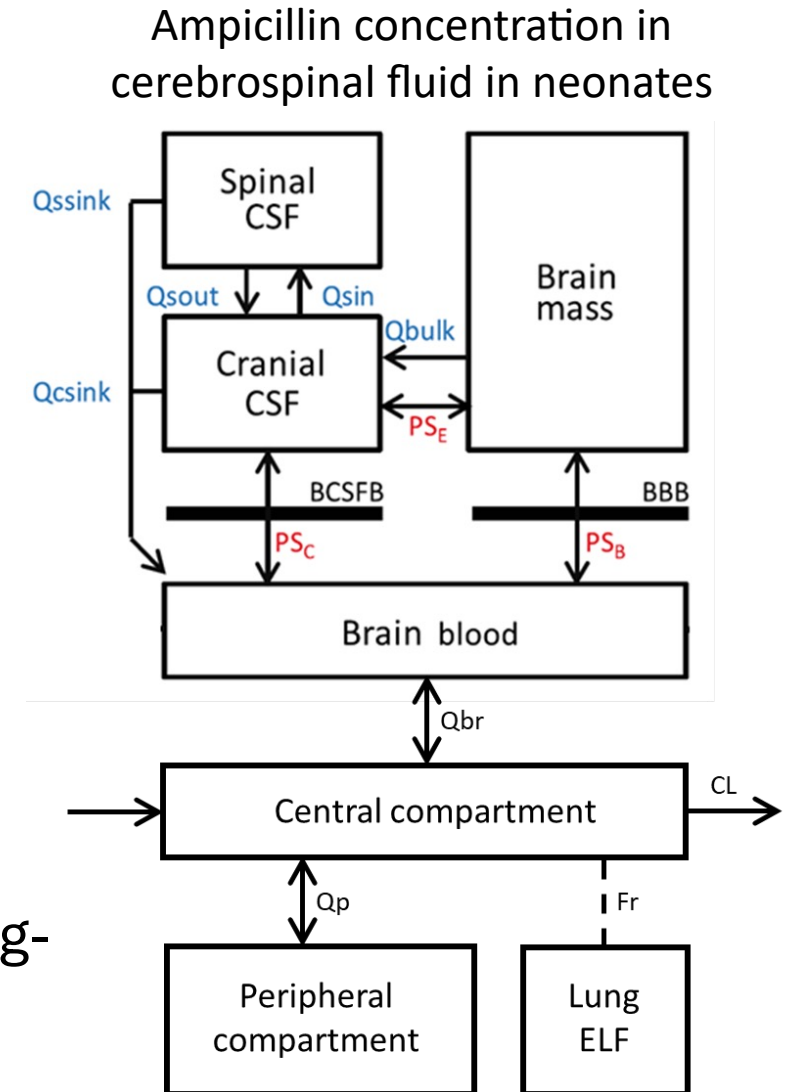 Ampicillin concentration in
cerebrospinal fluid in neonates
Spinal
CSF
Qssink
Qsout
Qsin
Brain
mass
Qbulk
Cranial
CSF
Qcsink
PSE
BCSFB
BBB
PSC
PSB
Brain blood
Qbr
Central compartment
CL
Qp
Fr
g-
Peripheral
compartment
Lung
ELF